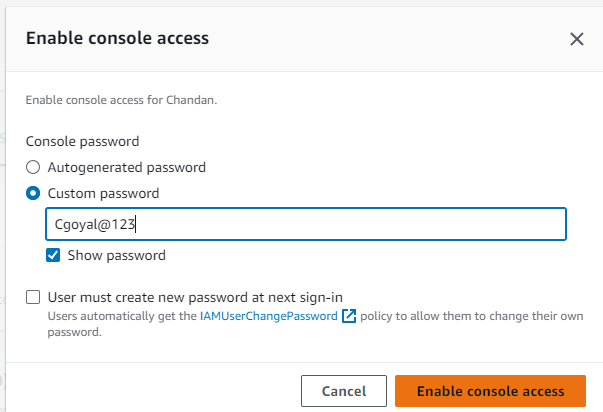 Enable console access
Enable console access for Chandan.
Console password
Autogenerated password
Custom password
Cgoyal@123
Show password
User must create new password at next sign-in
Users automatically get the IAMUserChangePassword policy to allow them to change their own
password.
Cancel
Enable console access